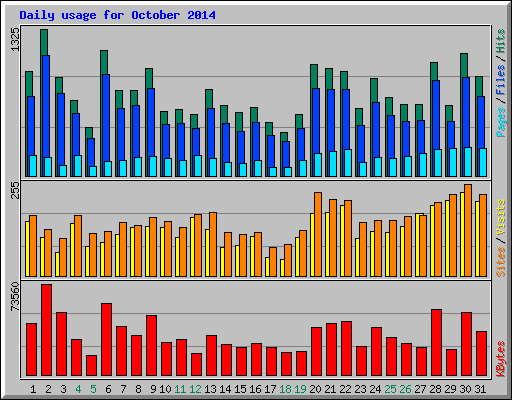 Daily usage for October 2014
1325
Pages / Files / Hits
255
Sites / Visits
73560
KBytes
1 2 3 4 5 6 7 8 9 10 11 12 13 14 15 16 17 18 19 20 21 22 23 24 25 26 27 28 29 30 31